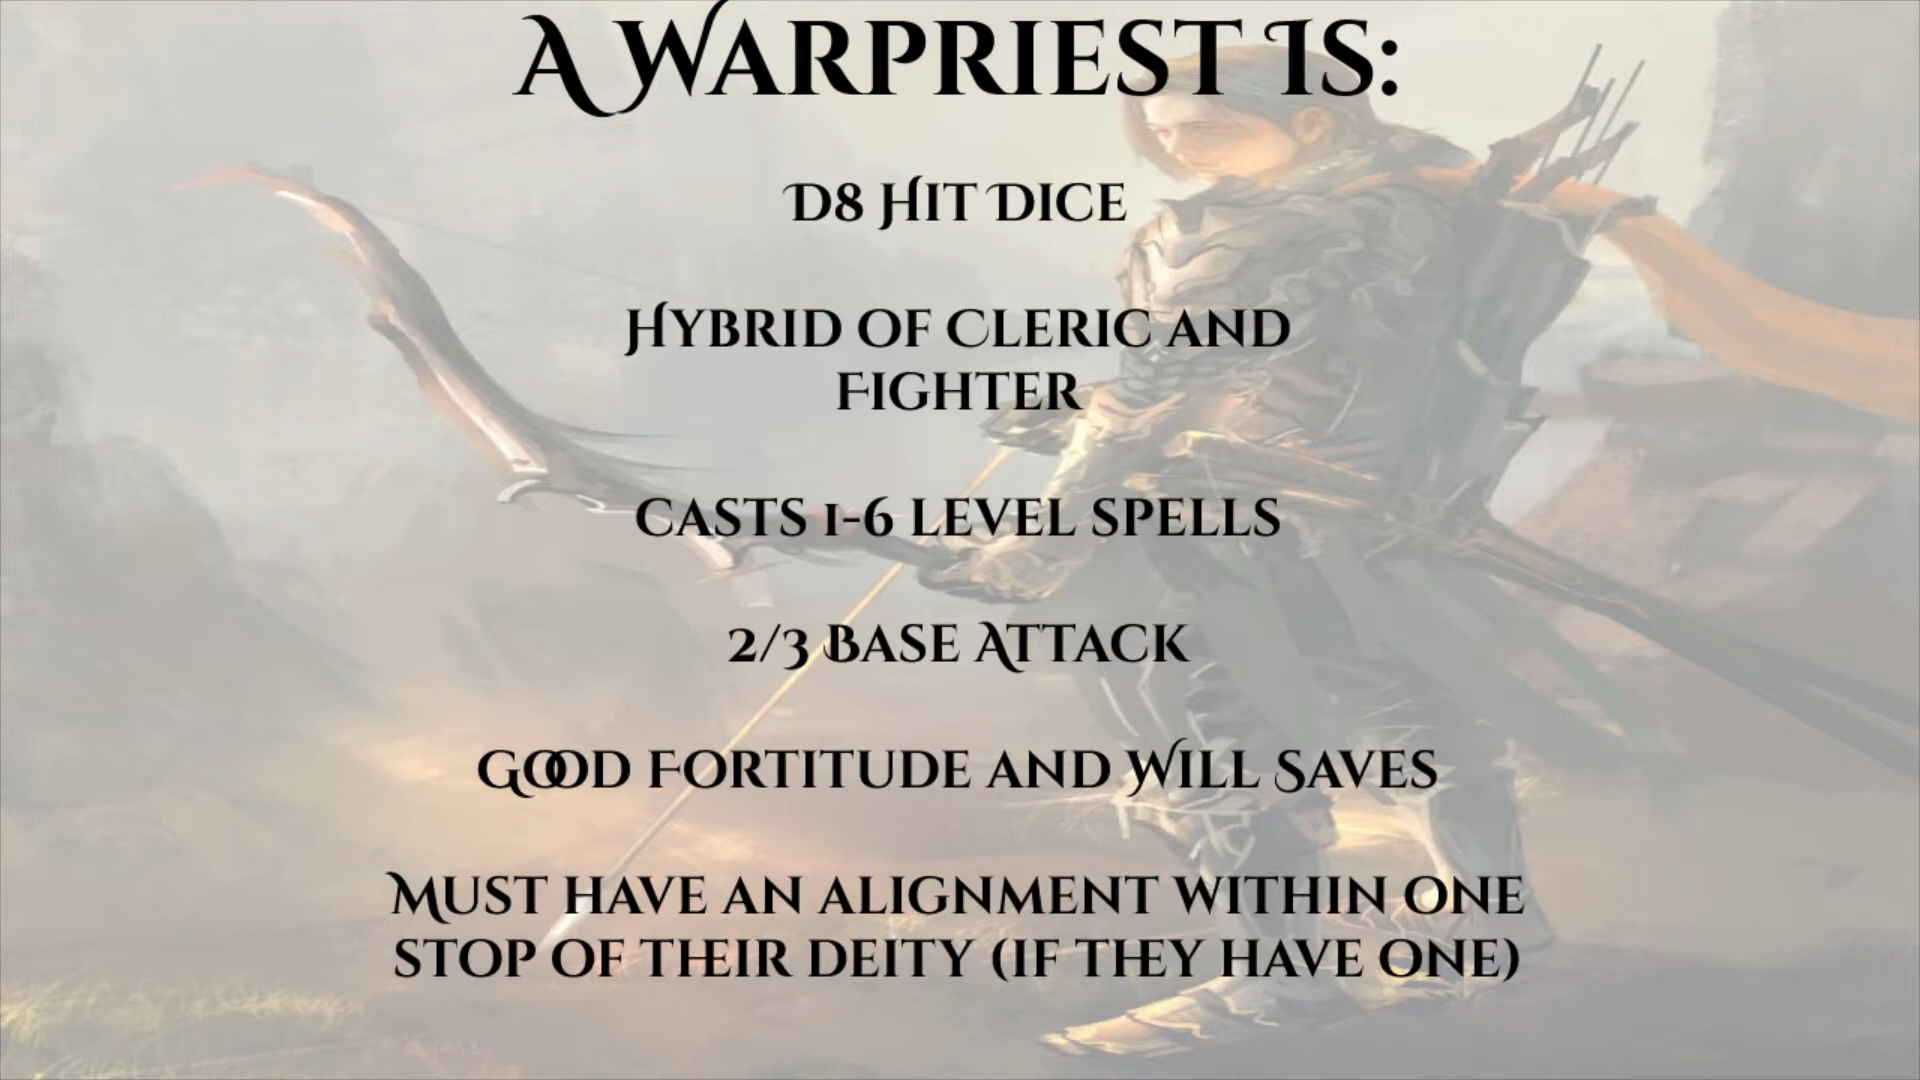 A Warpriest Is:
D8 Hit Dice
Hybrid of Cleric and
Fighter
Casts 1-6 level spells
2/3 Base Attack
Good Fortitude and Will Saves
Must have an alignment within one
stop of their deity (if they have one)